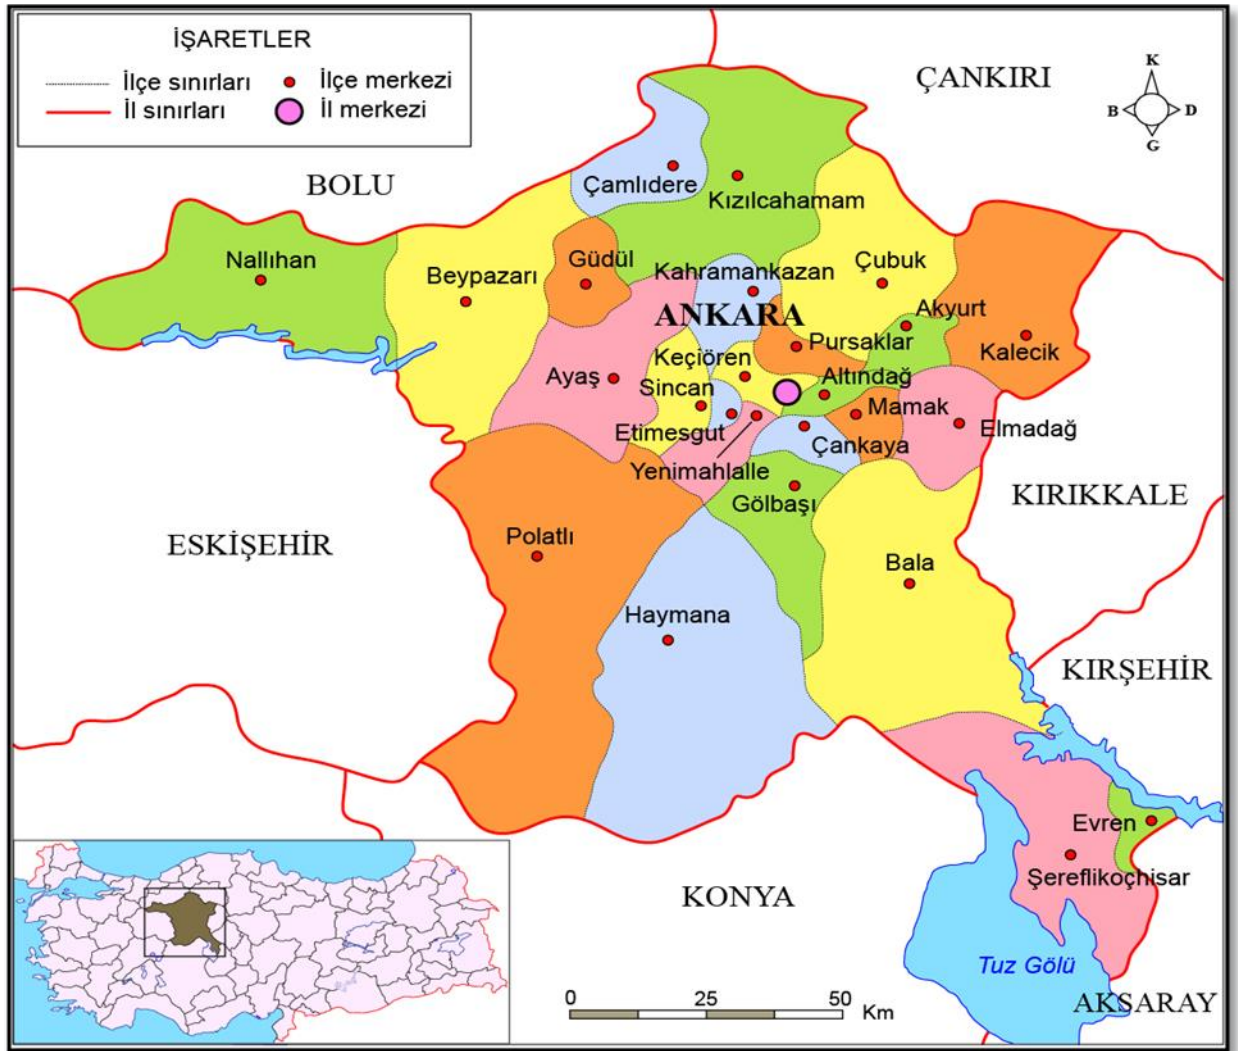 İŞARETLER
İlçe sınırları
İlçe merkezi
İl sınırları
İl merkezi
ÇANKIRI
K
B
D
G
BOLU
Çamlıdere
Kızılcahamam
Nallıhan
Beypazarı
Güdül
Kahramankazan
Çubuk
ANKARA
Akyurt
Pursaklar
Kalecik
Keçiören
Ayaş
Sincan
Altındağ
Mamak
Elmadağ
Etimesgut
Çankaya
Yenimahlalle
Gölbaşı
KIRIKKALE
ESKİŞEHİR
Polatlı
Bala
Haymana
KIRŞEHİR
Evren
Şereflikoçhisar
KONYA
Tuz Gölü
AKSARAY
0 25 50
Km